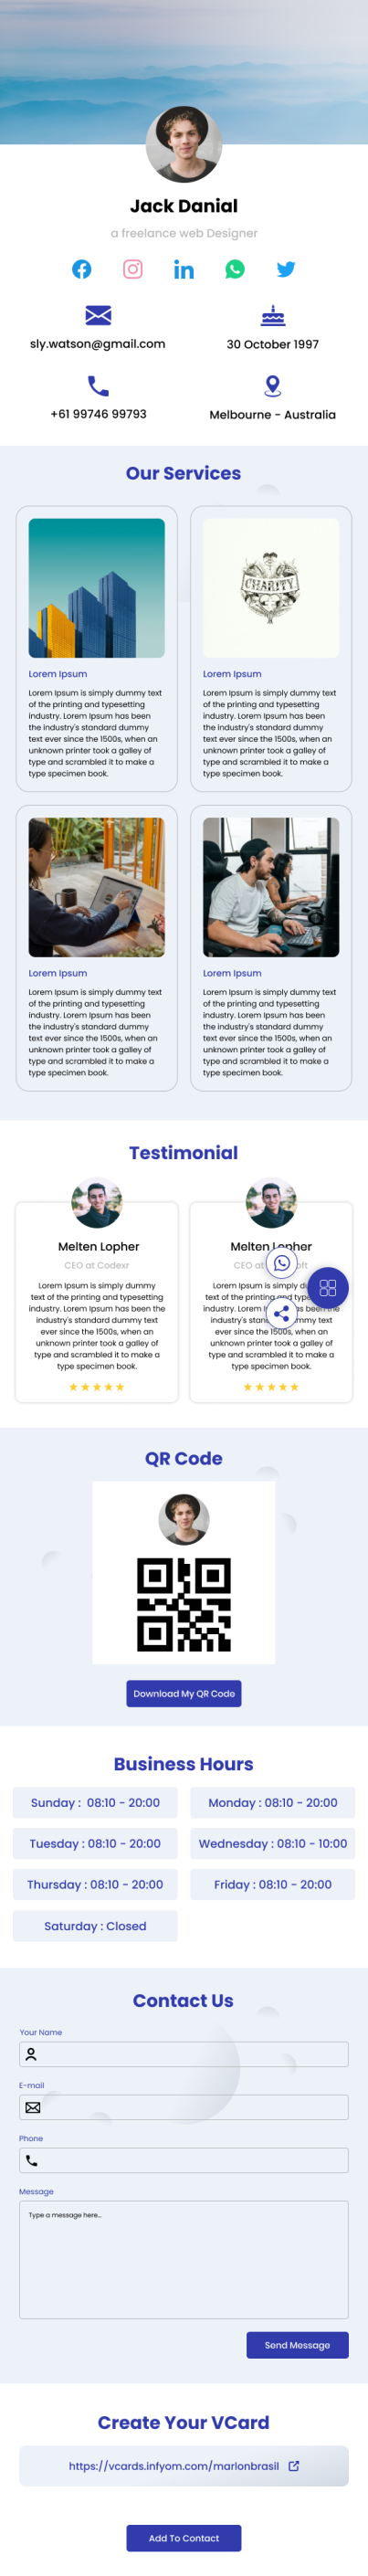 Jack Danial
a freelance web Designer
sly.watson@gmail.com
30 October 1997
+61 99746 99793
Melbourne - Australia
Our Services
CHARITY
Lorem Ipsum
Lorem Ipsum is simply dummy text
of the printing and typesetting
industry. Lorem Ipsum has been
the industry's standard dummy
text ever since the 1500s, when an
unknown printer took a galley of
type and scrambled it to make a
type specimen book.
Lorem Ipsum
Lorem Ipsum is simply dummy text
of the printing and typesetting
industry. Lorem Ipsum has been
the industry's standard dummy
text ever since the 1500s, when an
unknown printer took a galley of
type and scrambled it to make a
type specimen book.
Lorem Ipsum
Lorem Ipsum is simply dummy text
of the printing and typesetting
industry. Lorem Ipsum has been
the industry's standard dummy
text ever since the 1500s, when an
unknown printer took a galley of
type and scrambled it to make a
type specimen book.
Lorem Ipsum
Lorem Ipsum is simply dummy text
of the printing and typesetting
industry. Lorem Ipsum has been
the industry's standard dummy
text ever since the 1500s, when an
unknown printer took a galley of
type and scrambled it to make a
type specimen book.
Testimonial
Melten Lopher
CEO at Codexr
Lorem Ipsum is simply dummy
text of the printing and typesetting
industry. Lorem Ipsum has been the
industry's standard dummy text
ever since the 1500s, when an
unknown printer took a galley of
type and scrambled it to make a
type specimen book.
Melten Lopher
CEO at
Lorem Ipsum is simply
text of the printing and
industry. Lorem
industry's standard dummy text
ever since the 1500s, when an
unknown printer took a galley of
type and scrambled it to make a
type specimen book.
QR Code
Download My QR Code
Business Hours
Sunday : 08:10 - 20:00
Monday : 08:10 - 20:00
Tuesday : 08:10 - 20:00
Wednesday : 08:10 - 10:00
Thursday : 08:10 - 20:00
Friday : 08:10 - 20:00
Saturday : Closed
Contact Us
Your Name
E-mail
Phone
Message
Type a message here...
Send Message
Create Your VCard
https://vcards.infyom.com/marlonbrasil
Add To Contact